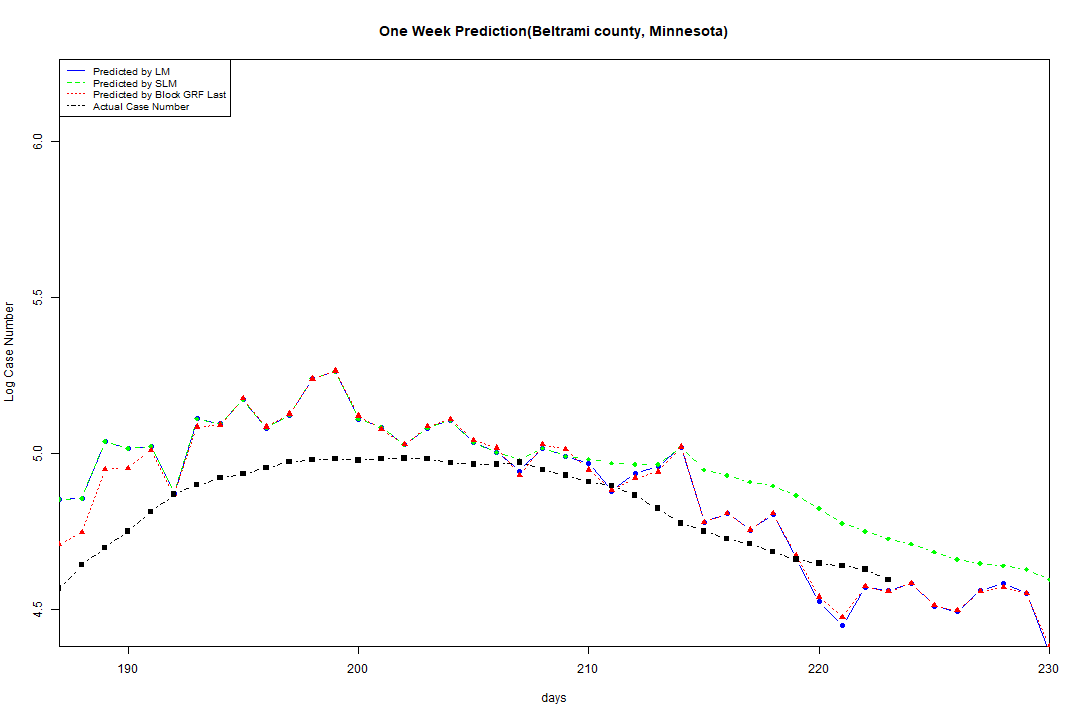 One Week Prediction(Beltrami county, Minnesota)
Predicted by LM
Predicted by SLM
Predicted by Block GRF Last
Actual Case Number
Log Case Number
6.0
5.5
5.0
4.5
190 200 210 220 230
days